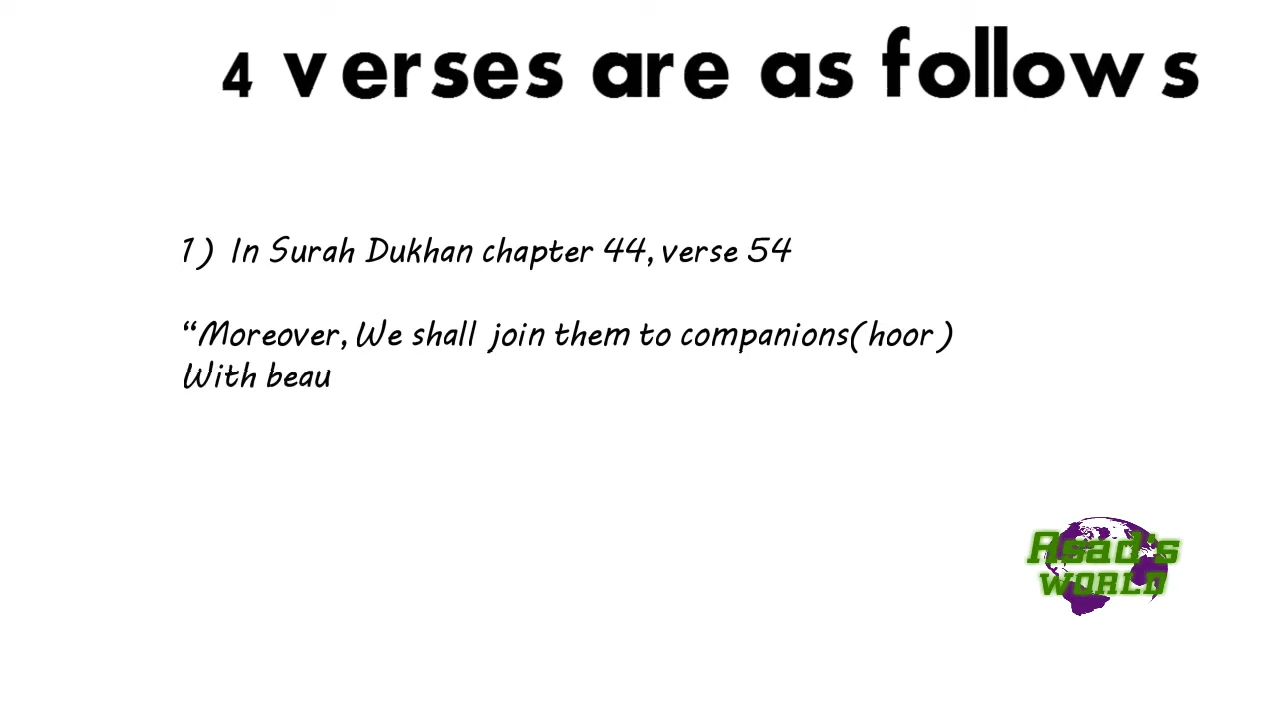 4 verses are as follows
1) In Surah Dukhan chapter 44, verse 54
“Moreover, We shall join them to companions(hoor)
With beau
Asad's
WORLD